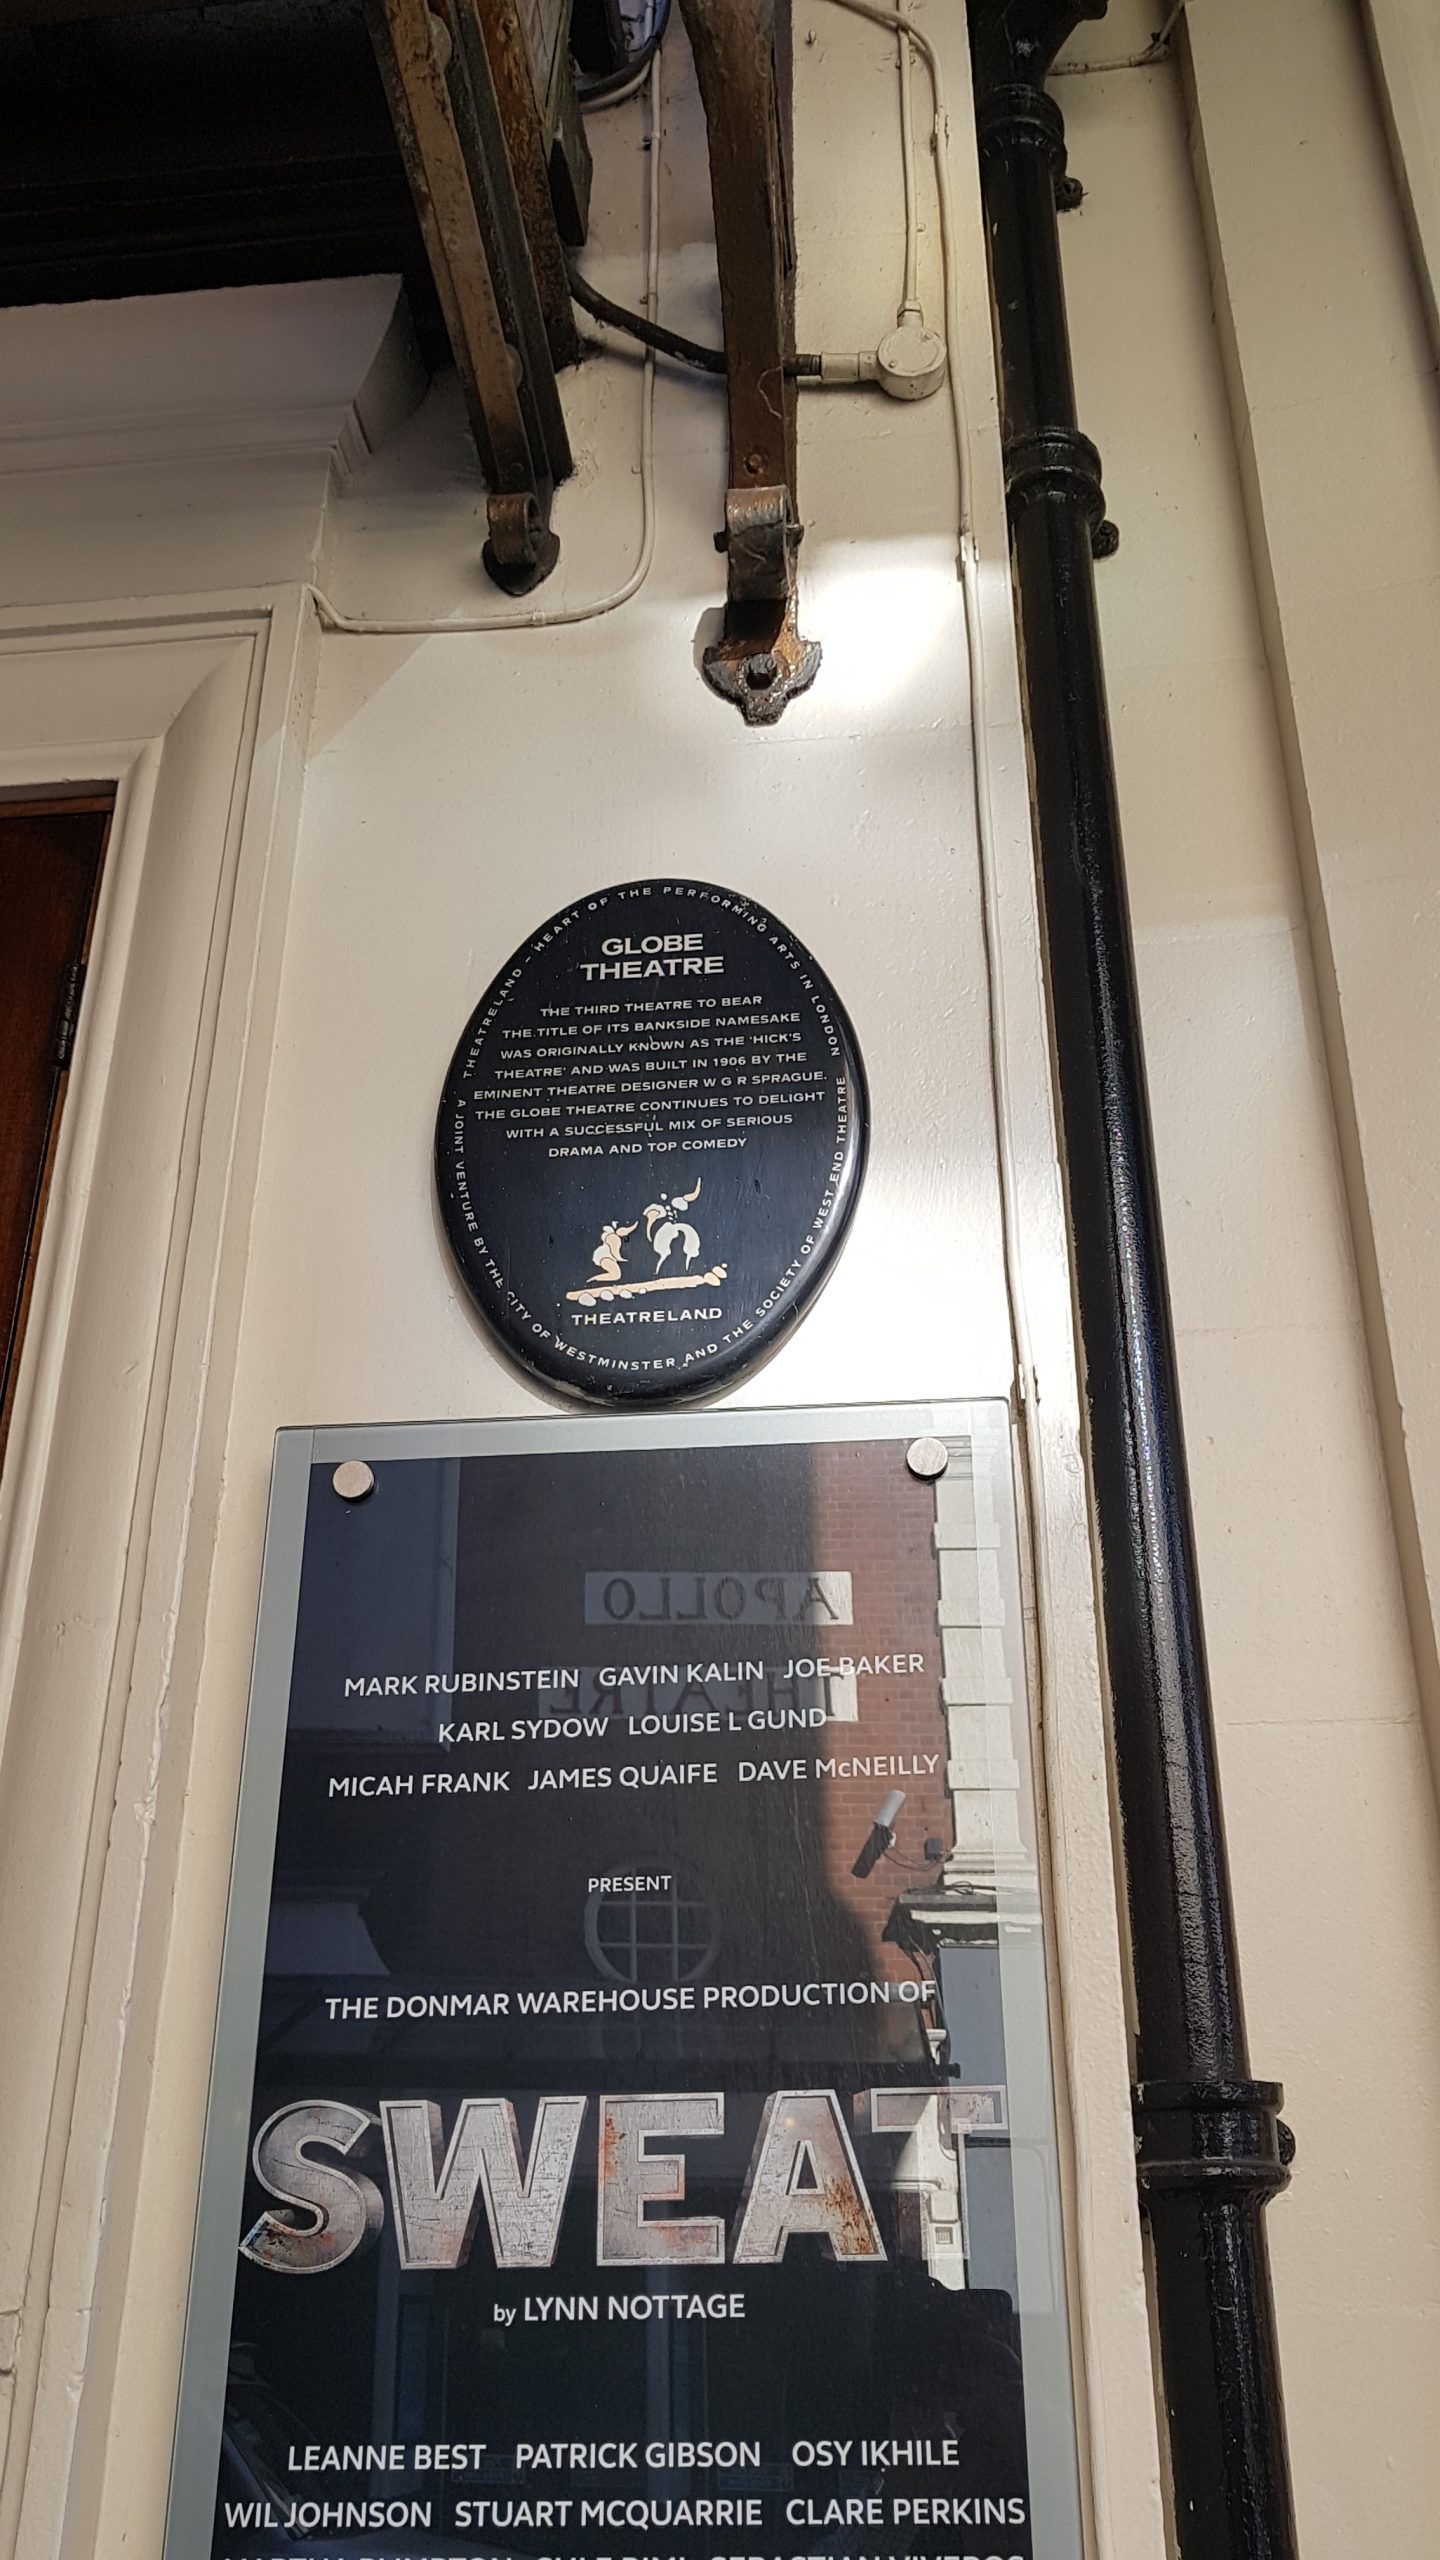 THEATRELAND – HEART OF THE PERFORMING ARTS IN LONDON
A JOINT VENTURE BY THE CITY OF WESTMINSTER AND THE SOCIETY OF WEST END THEATRE
GLOBE
THEATRE
THE THIRD THEATRE TO BEAR
THE TITLE OF ITS BANKSIDE NAMESAKE
WAS ORIGINALLY KNOWN AS THE 'HICK'S
THEATRE' AND WAS BUILT IN 1906 BY THE
EMINENT THEATRE DESIGNER W G R SPRAGUE.
THE GLOBE THEATRE CONTINUES TO DELIGHT
WITH A SUCCESSFUL MIX OF SERIOUS
DRAMA AND TOP COMEDY
THEATRELAND
APOLLO
THEATRE
MARK RUBINSTEIN GAVIN KALIN JOE BAKER
KARL SYDOW LOUISE L GUND
MICAH FRANK JAMES QUAIFE DAVE McNEILLY
PRESENT
THE DONMAR WAREHOUSE PRODUCTION OF
SWEAT
by LYNN NOTTAGE
LEANNE BEST PATRICK GIBSON OSY IKHILE
WIL JOHNSON STUART MCQUARRIE CLARE PERKINS